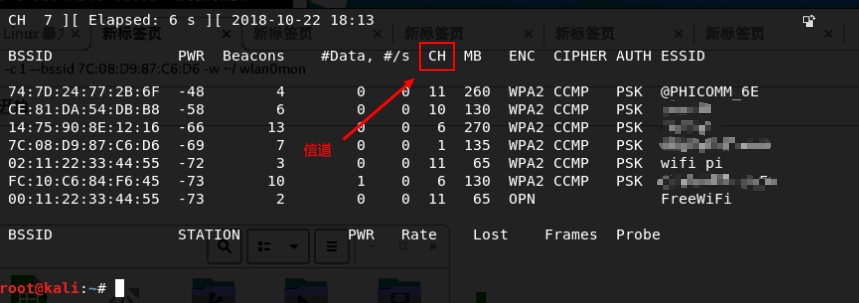 CH  7 ][ Elapsed: 6 s ][ 2018-10-22 18:13
新标签页 新标签页 新标签页 新标签页 新标签页
BSSID PWR Beacons #Data, #/s CH MB ENC CIPHER AUTH ESSID
-c 1 --bssid 7C:08:D9:87:C6:D6 -w ~/ wlan0mon
74:7D:24:77:2B:6F -48 4 0 0 11 260 WPA2 CCMP PSK @PHICOMM_6E
CE:81:DA:54:DB:B8 -58 6 0 0 10 130 WPA2 CCMP PSK
14:75:90:8E:12:16 -66 13 0 0 6 270 WPA2 CCMP PSK
7C:08:D9:87:C6:D6 -69 7 0 0 1 135 WPA2 CCMP PSK
信道
02:11:22:33:44:55 -72 3 0 0 11 65 WPA2 CCMP PSK wifi pi
FC:10:C6:84:F6:45 -73 10 1 0 6 130 WPA2 CCMP PSK
00:11:22:33:44:55 -73 2 0 0 11 65 OPN FreeWiFi
BSSID STATION PWR Rate Lost Frames Probe
root@kali:~#